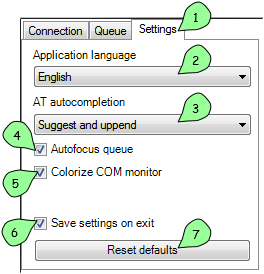 Connection Queue Settings 1
Application language
English 2
AT autocompletion
Suggest and uppend 3
4 Autofocus queue
5 Colorize COM monitor
6 Save settings on exit
Reset defaults 7